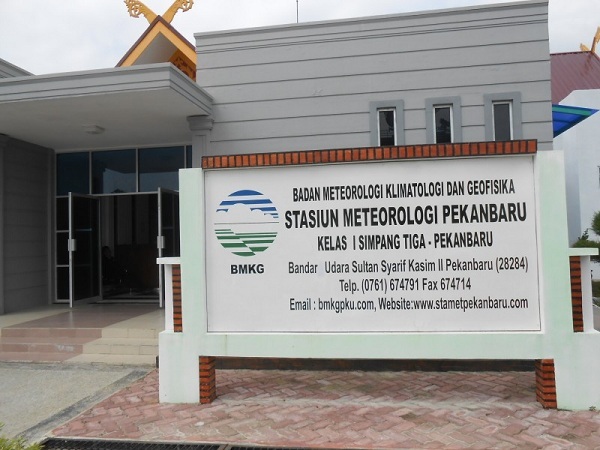 BADAN METEOROLOGI KLIMATOLOGI DAN GEOFISIKA
STASIUN METEOROLOGI PEKANBARU
KELAS I SIMPANG TIGA - PEKANBARU
BMKG
Bandar Udara Sultan Syarif Kasim II Pekanbaru (28284)
Telp. (0761) 674791 Fax 674714
Email : bmkgpku.com, Website:www.stametpekanbaru.com